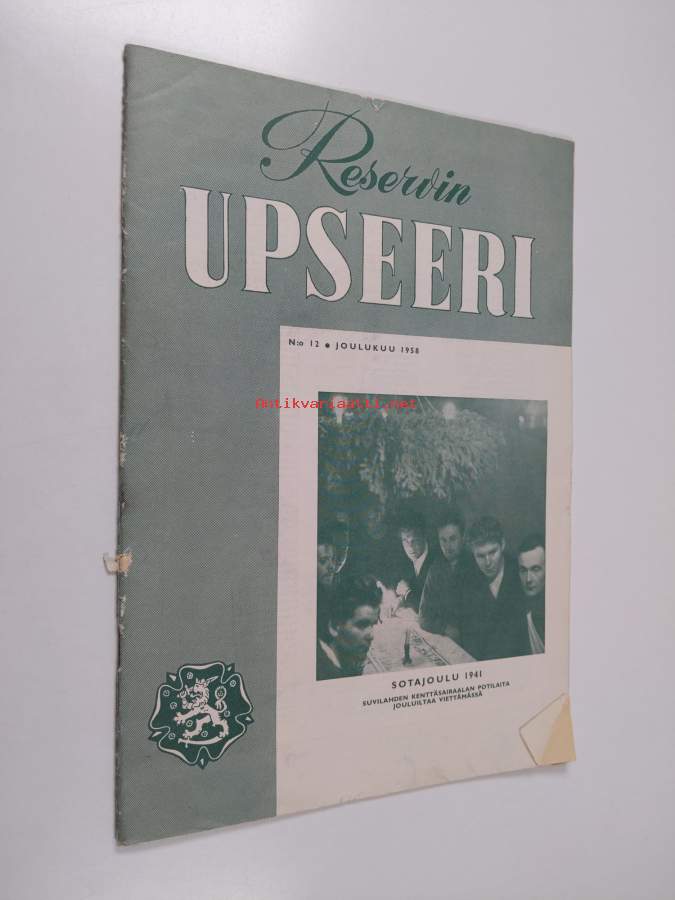 Reservin
UPSEERI
N:o 12 • JOULUKUU 1958
Antikvariaatti.net
SOTAJOULU 1941
SUVILAHDEN KENTTÄSAIRAALAN POTILAITA
JOULUILTAA VIETTÄMÄSSÄ